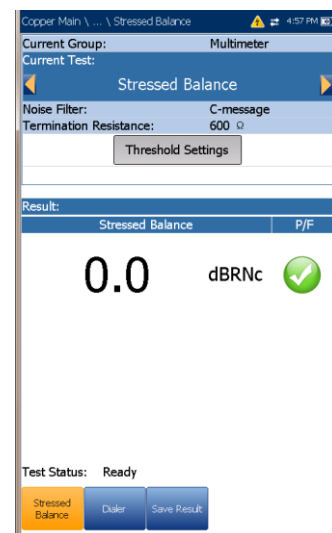 Copper Main \ ... \ Stressed Balance 4:57 PM
Current Group: Multimeter
Current Test:
Stressed Balance
Noise Filter: C-message
Termination Resistance: 600 Ω
Threshold Settings
Result:
Stressed Balance P/F
0.0 dBRNc
Test Status: Ready
Stressed Balance Dialer Save Result